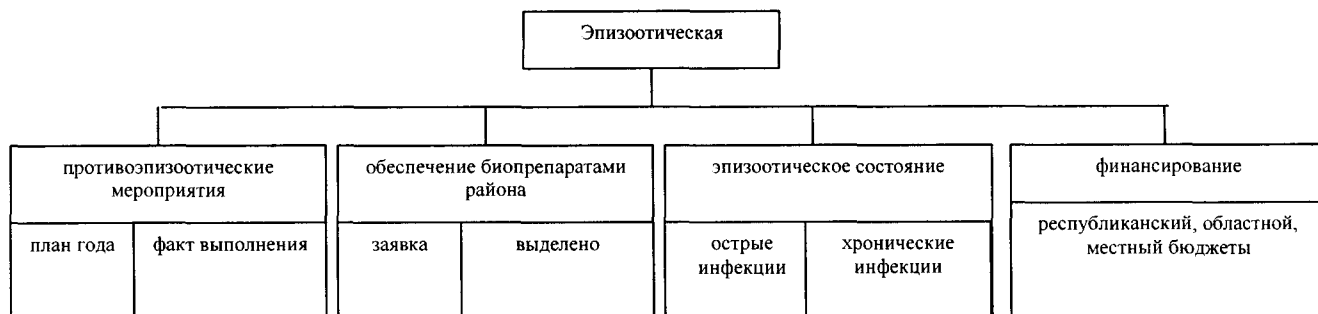 Эпизоотическая
противоэпизоотические
мероприятия
план года
факт выполнения
обеспечение биопрепаратами
района
заявка
выделено
эпизоотическое состояние
острые
инфекции
хронические
инфекции
финансирование
республиканский, областной,
местный бюджеты